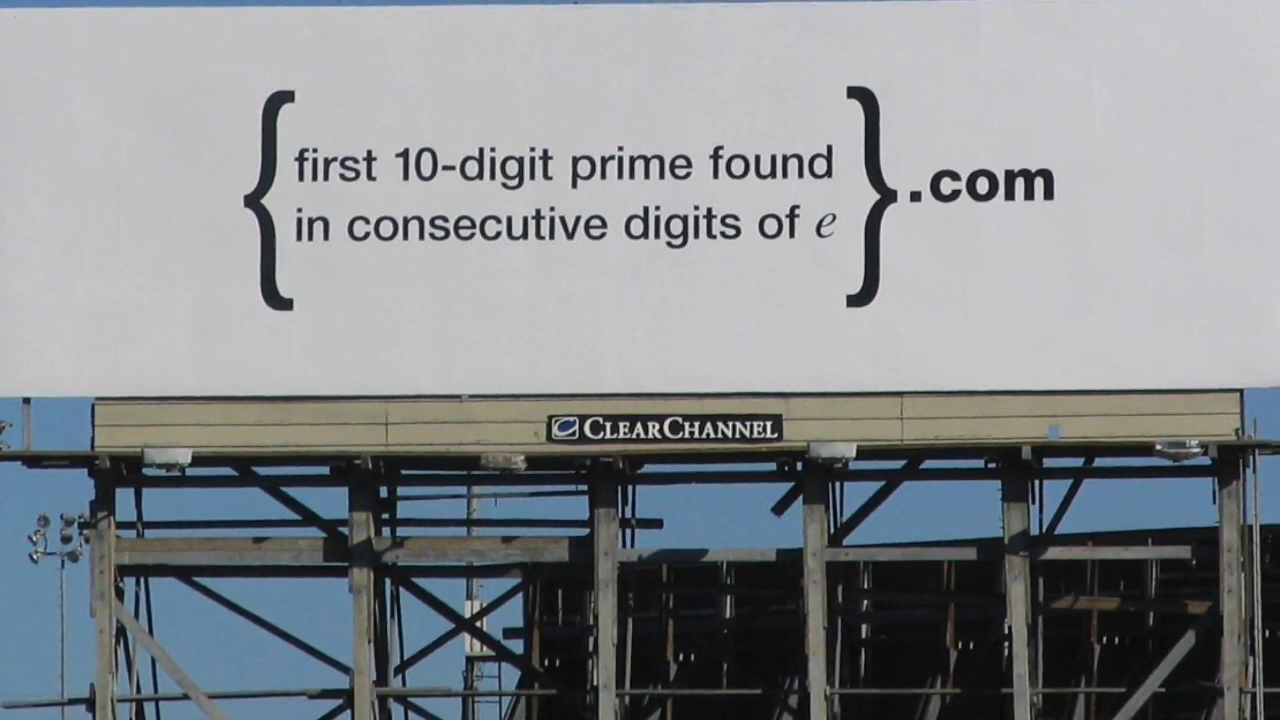 {first 10-digit prime found
in consecutive digits of e}.com
CLEARCHANNEL